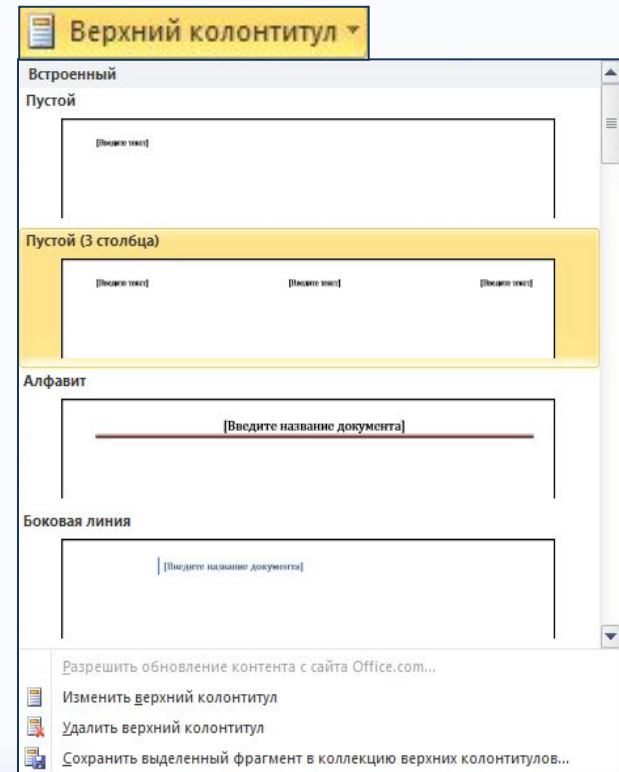 Верхний колонтитул
Встроенный
Пустой
[Введите текст]
Пустой (3 столбца)
[Введите текст] [Введите текст] [Введите текст]
Алфавит
[Введите название документа]
Боковая линия
[Введите название документа]
Разрешить обновление контента с сайта Office.com...
Изменить верхний колонтитул
Удалить верхний колонтитул
Сохранить выделенный фрагмент в коллекцию верхних колонтитулов...